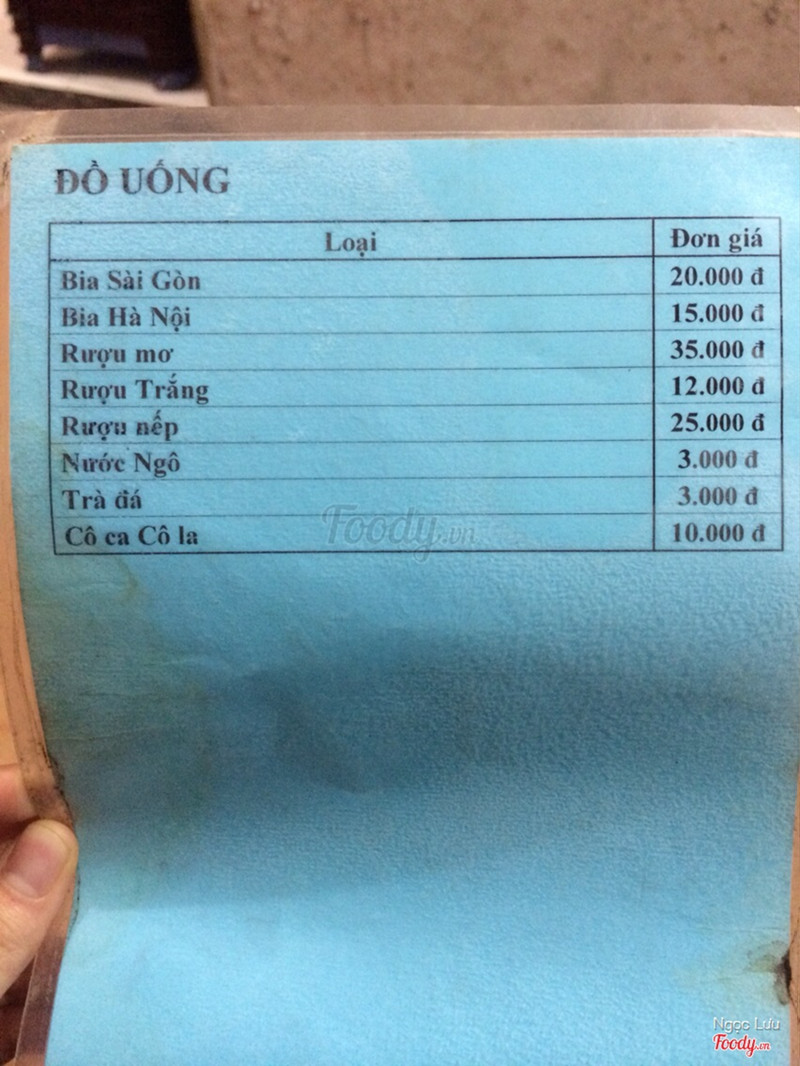 ĐỒ UỐNG
Loại Đơn giá
Bia Sài Gòn 20.000 đ
Bia Hà Nội 15.000 đ
Rượu mơ 35.000 đ
Rượu Trắng 12.000 đ
Rượu nếp 25.000 đ
Nước Ngô 3.000 đ
Trà đá 3.000 đ
Cô ca Cô la 10.000 đ
Foody.vn
Ngọc Lưu
Foody.vn